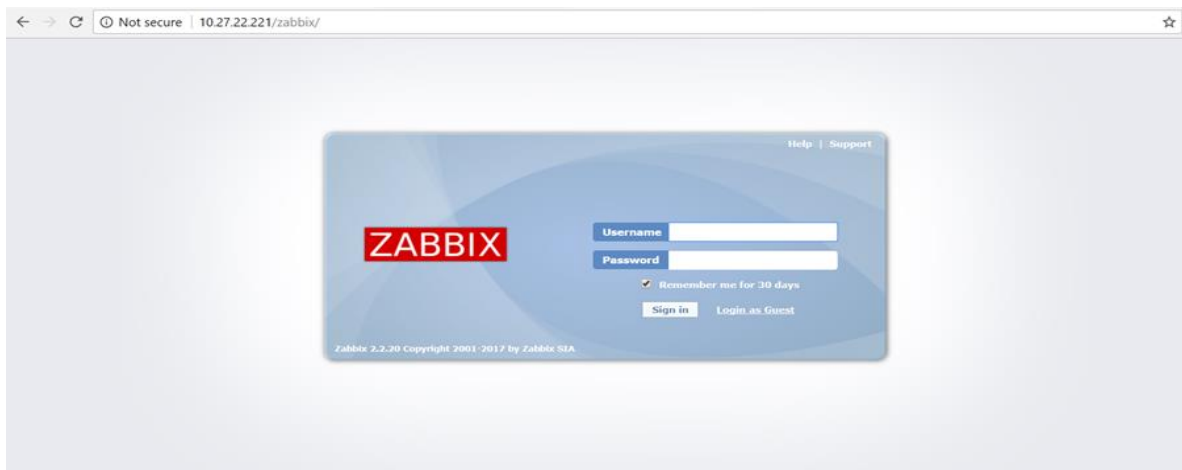 Not secure | 10.27.22.221/zabbix/
Help | Support
ZABBIX
Username
Password
Remember me for 30 days
Sign in Login as Guest
Zabbix 2.2.20 Copyright 2001-2017 by Zabbix SIA